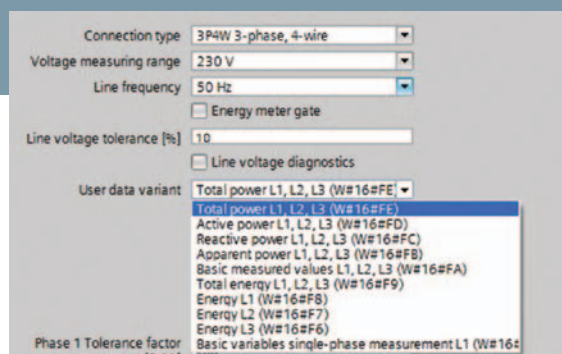 Connection type 3P4W 3-phase, 4-wire
Voltage measuring range 230 V
Line frequency 50 Hz
Energy meter gate
Line voltage tolerance [%] 10
Line voltage diagnostics
User data variant Total power L1, L2, L3 (W#16#FE)
Total power L1, L2, L3 (W#16#FE)
Active power L1, L2, L3 (W#16#FD)
Reactive power L1, L2, L3 (W#16#FC)
Apparent power L1, L2, L3 (W#16#FB)
Basic measured values L1, L2, L3 (W#16#FA)
Total energy L1, L2, L3 (W#16#F9)
Energy L1 (W#16#F8)
Energy L2 (W#16#F7)
Energy L3 (W#16#F6)
Phase 1 Tolerance factor Basic variables single-phase measurement L1 (W#16#